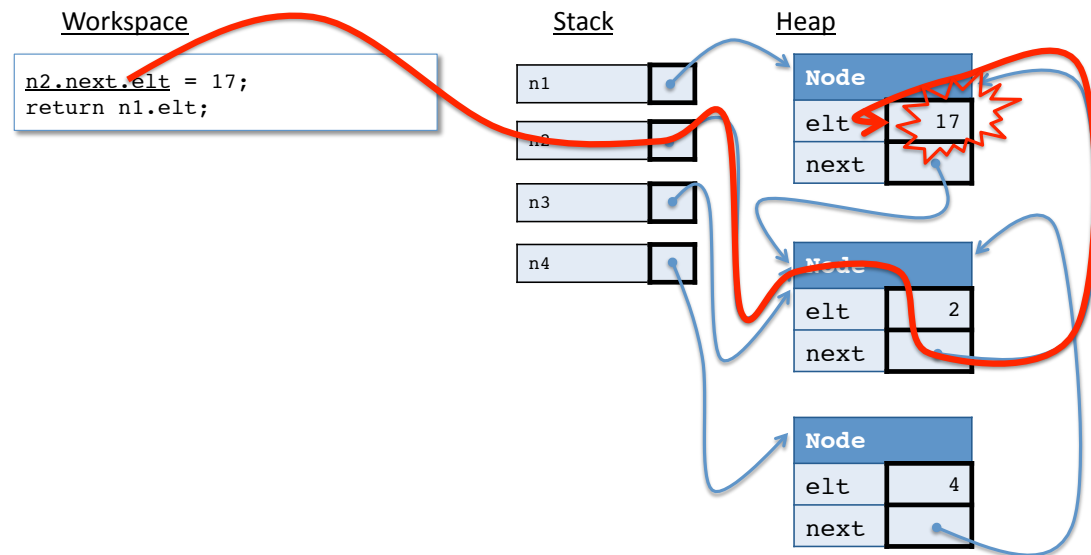 Workspace
Stack
Heap
n2.next.elt = 17;
return n1.elt;
n1
n2
n3
n4
Node
elt 17
next
Node
elt 2
next
Node
elt 4
next